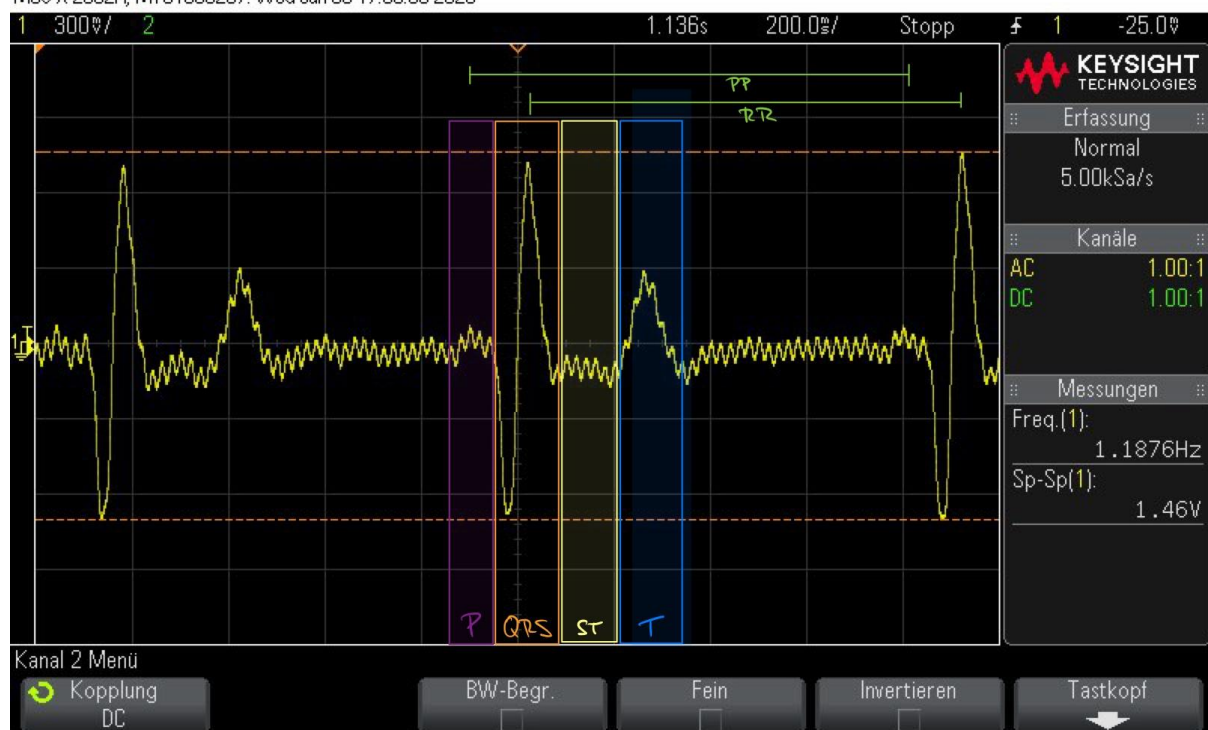 1 300V/ 2 1.136s 200.0s/ Stopp 1 -25.0V
KEYSIGHT
TECHNOLOGIES
PP
RR
Erfassung
Normal
5.00kSa/s
Kanäle
AC 1.00:1
DC 1.00:1
Messungen
Freq.(1):
1.1876Hz
Sp-Sp(1):
1.46V
P QRS ST T
Kanal 2 Menü
Kopplung BW-Begr. Fein Invertieren Tastkopf
DC